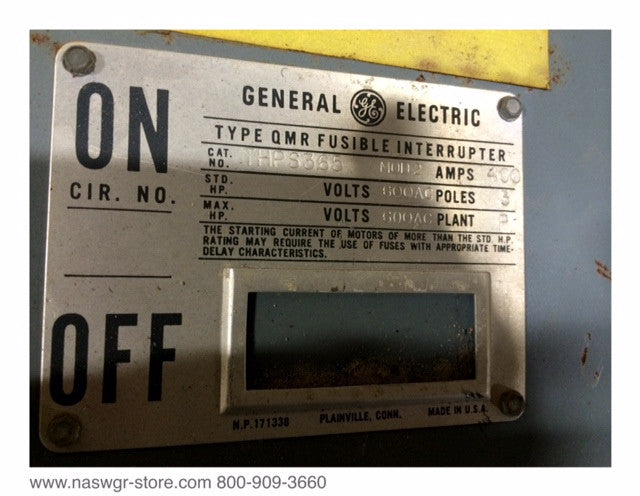 ON
CIR. NO.
OFF
GENERAL GE ELECTRIC
TYPE QMR FUSIBLE INTERRUPTER
CAT. NO. THPS365 MOD2 AMPS 400
STD. HP. VOLTS 600AC POLES 3
MAX. HP. VOLTS 600AC PLANT P
THE STARTING CURRENT OF MOTORS OF MORE THAN THE STD. H.P.
RATING MAY REQUIRE THE USE OF FUSES WITH APPROPRIATE TIME-
DELAY CHARACTERISTICS.
N.P.171338 PLAINVILLE, CONN. MADE IN U.S.A.
www.naswgr-store.com 800-909-3660